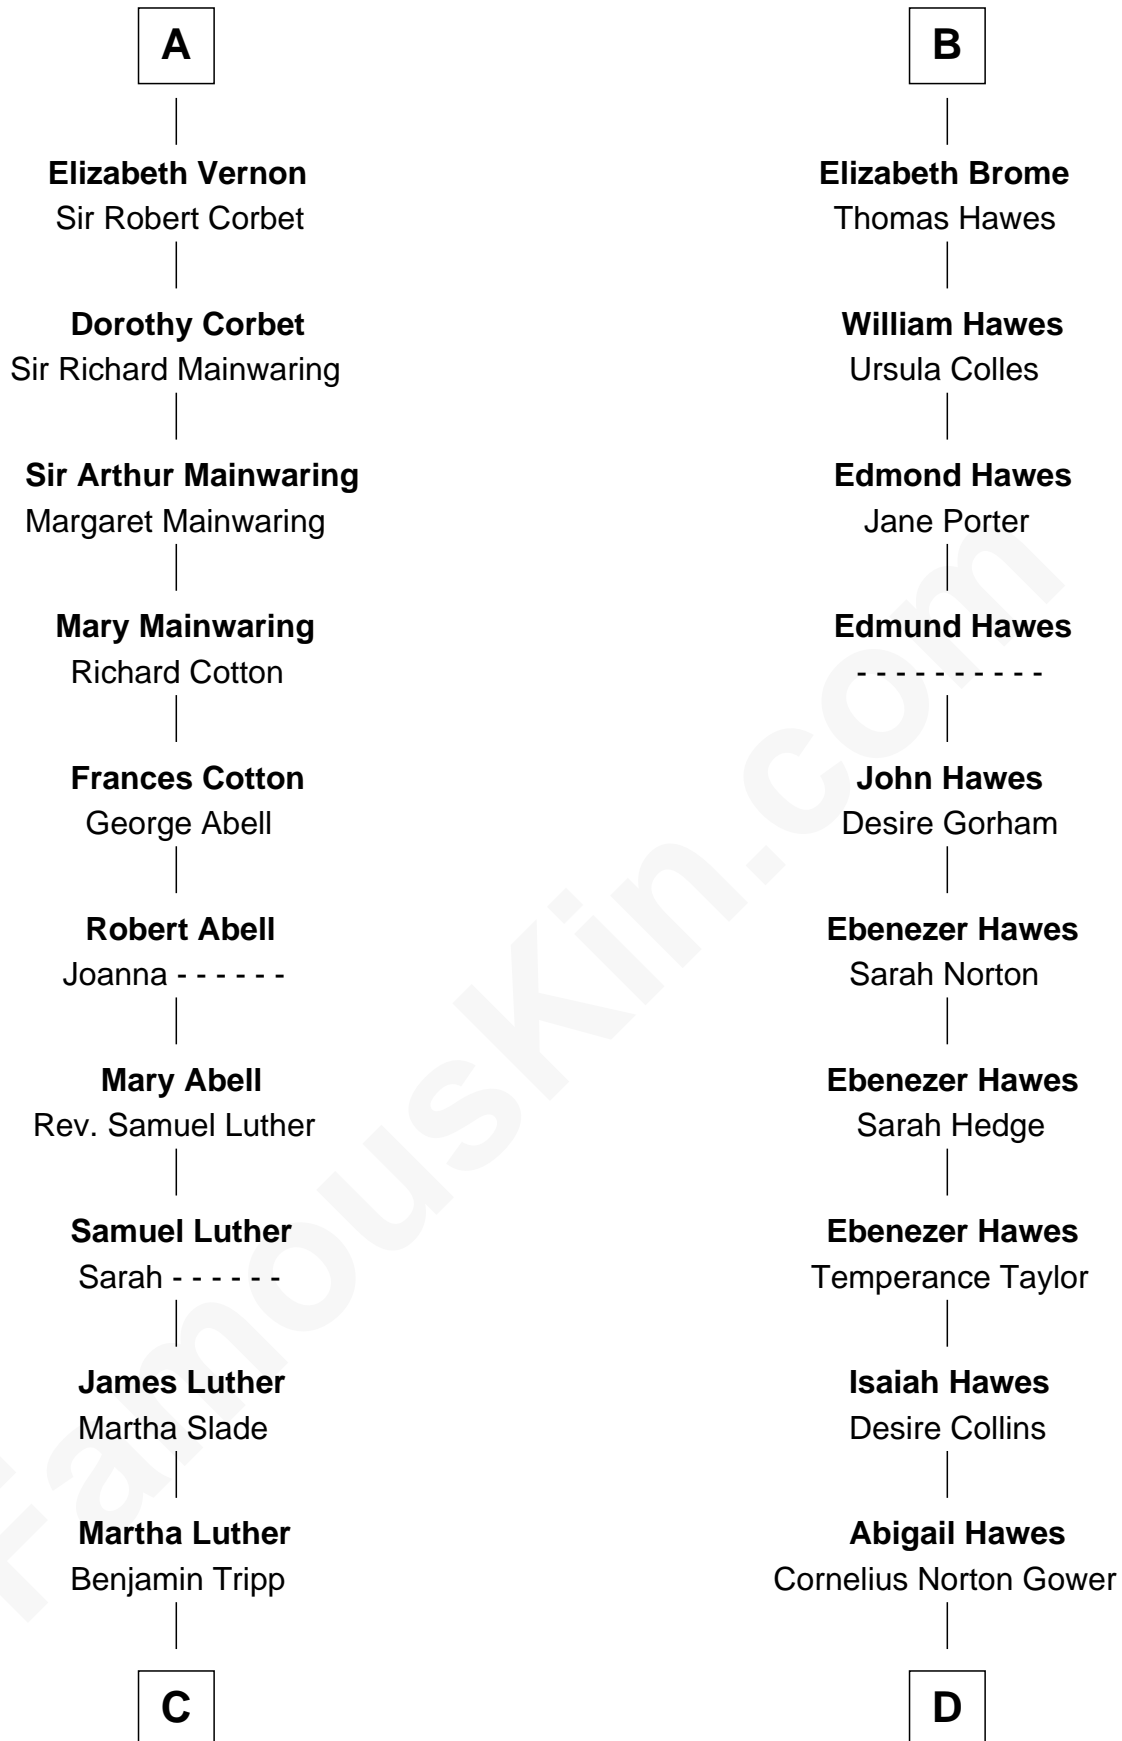 A
Elizabeth Vernon
Sir Robert Corbet
Dorothy Corbet
Sir Richard Mainwaring
Sir Arthur Mainwaring
Margaret Mainwaring
Mary Mainwaring
Richard Cotton
Frances Cotton
George Abell
Robert Abell
Joanna - - - - - -
Mary Abell
Rev. Samuel Luther
Samuel Luther
Sarah - - - - - -
James Luther
Martha Slade
Martha Luther
Benjamin Tripp
C
B
Elizabeth Brome
Thomas Hawes
William Hawes
Ursula Colles
Edmond Hawes
Jane Porter
Edmund Hawes
- - - - - - - - - -
John Hawes
Desire Gorham
Ebenezer Hawes
Sarah Norton
Ebenezer Hawes
Sarah Hedge
Ebenezer Hawes
Temperance Taylor
Isaiah Hawes
Desire Collins
Abigail Hawes
Cornelius Norton Gower
D
FamousKin.com